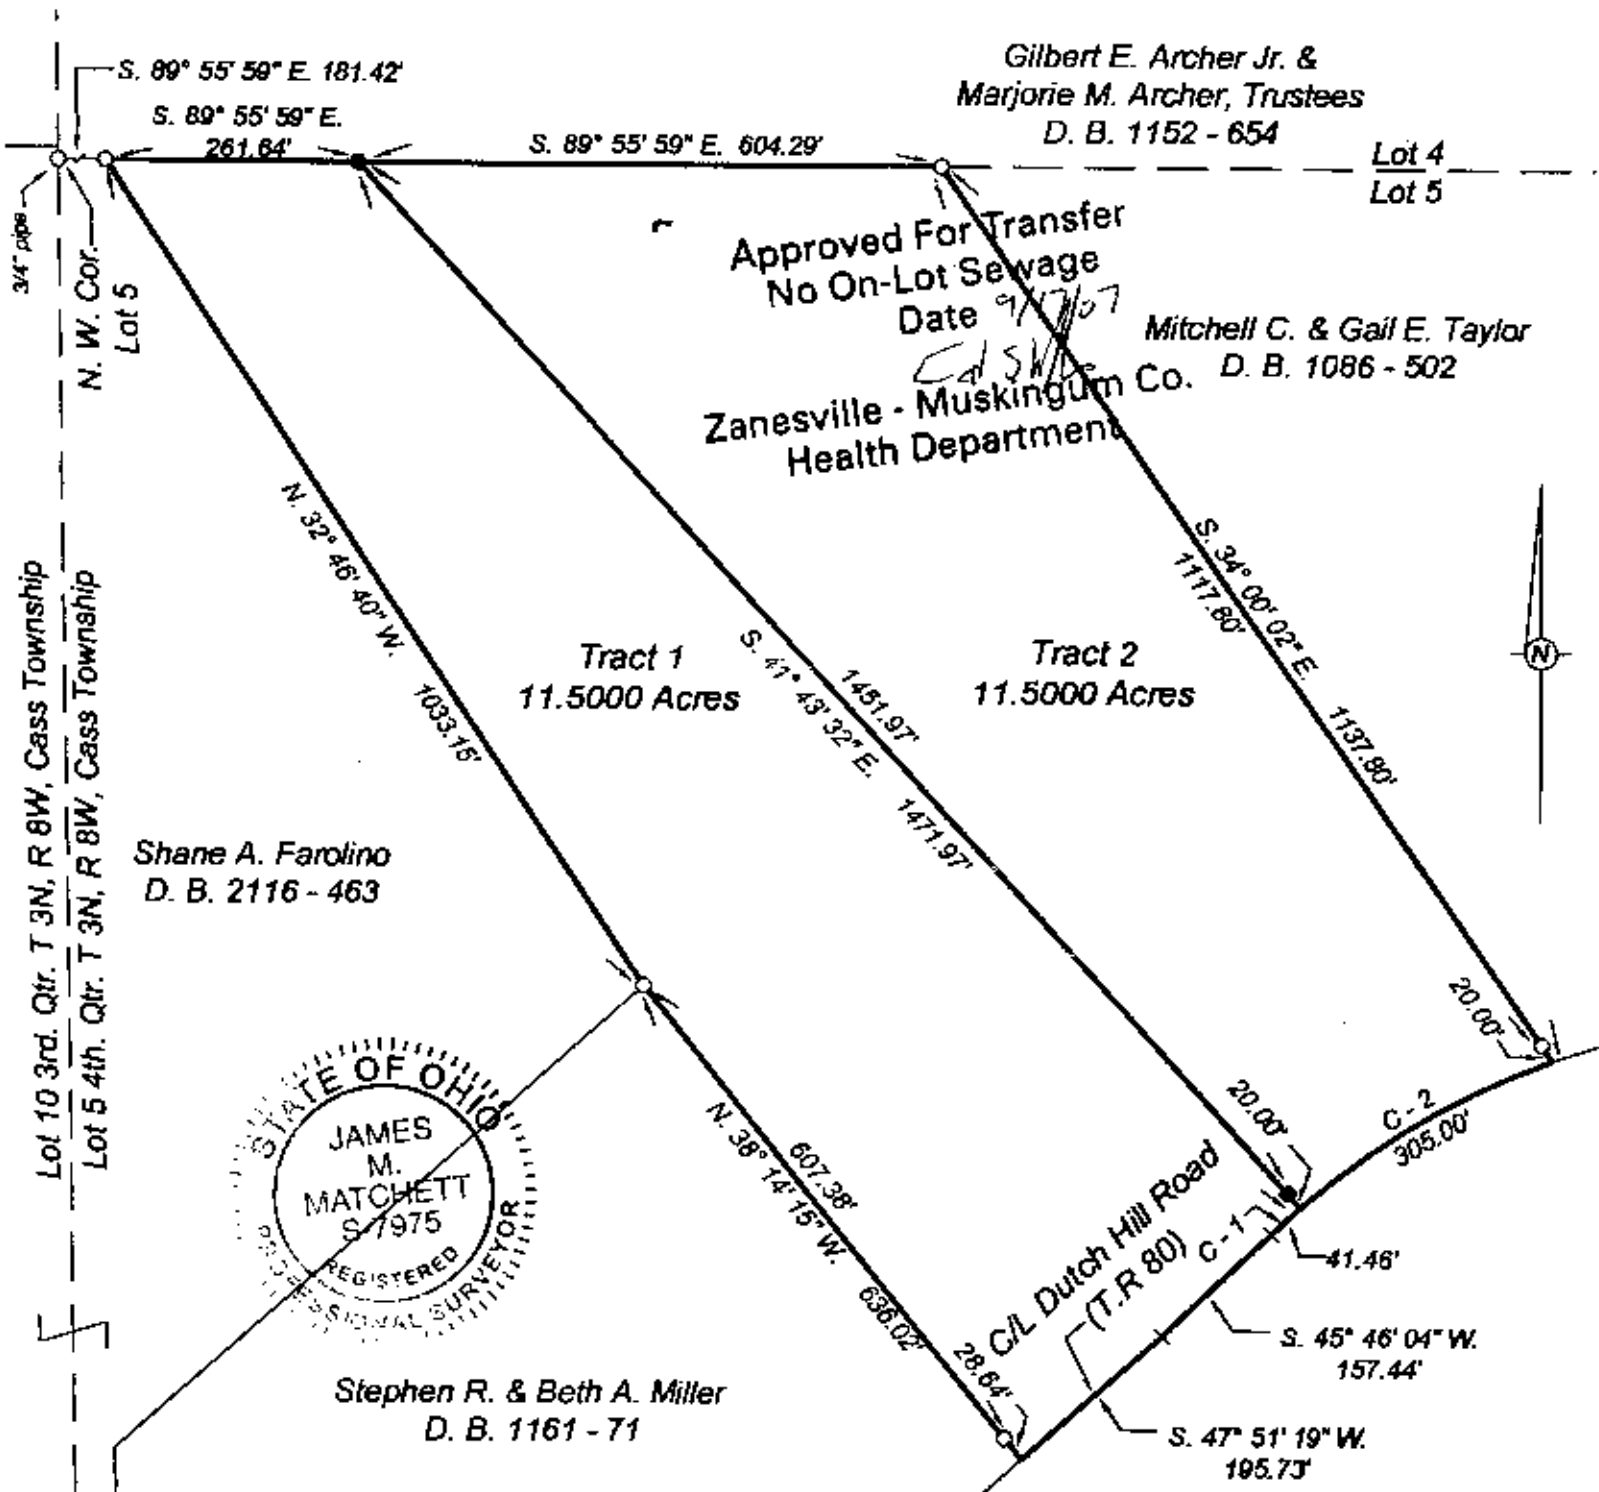 S. 89° 55' 59" E. 181.42'
S. 89° 55' 59" E.
261.64'
S. 89° 55' 59" E. 604.29'
Gilbert E. Archer Jr. &
Marjorie M. Archer, Trustees
D. B. 1152 - 654
Lot 4
Lot 5
3/4" pipe
N. W. Cor.
Lot 5
Approved For Transfer
No On-Lot Sewage
Date 9/17/07
Zanesville - Muskingum Co.
Health Department
Mitchell C. & Gail E. Taylor
D. B. 1086 - 502
N. 32° 46' 40" W.
1033.15'
S. 34° 00' 02" E.
1117.80'
1137.80'
20.00'
Tract 1
11.5000 Acres
S. 41° 43' 32" E.
1451.97'
1471.97'
20.00'
Tract 2
11.5000 Acres
N
Lot 10 3rd. Qtr. T 3N, R 8W, Cass Township
Lot 5 4th. Qtr. T 3N, R 8W, Cass Township
Shane A. Farolino
D. B. 2116 - 463
STATE OF OHIO
JAMES
M.
MATCHETT
S-7975
REGISTERED
PROFESSIONAL SURVEYOR
N. 38° 14' 15" W.
607.38'
636.02'
28.64'
C/L Dutch Hill Road
(T.R 80)
C - 1
C - 2
305.00'
41.46'
S. 45° 46' 04" W.
157.44'
S. 47° 51' 19" W.
195.73'
Stephen R. & Beth A. Miller
D. B. 1161 - 71